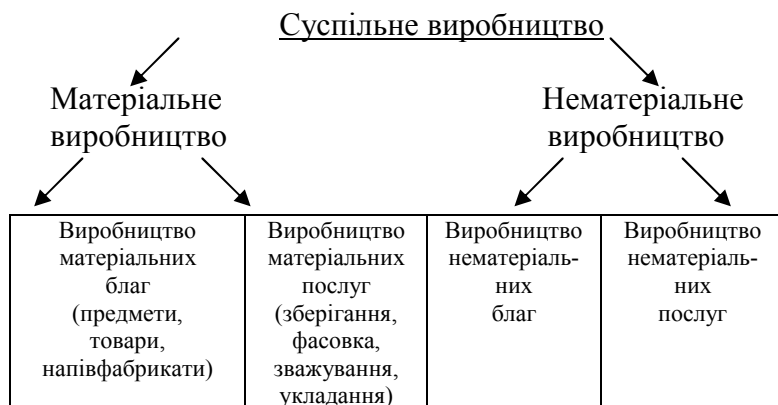 Суспільне виробництво
Матеріальне
виробництво
Нематеріальне
виробництво
Виробництво
матеріальних
благ
(предмети,
товари,
напівфабрикати)
Виробництво
матеріальних
послуг
(зберігання,
фасовка,
зважування,
укладання)
Виробництво
нематеріаль-
них
благ
Виробництво
нематеріаль-
них
послуг